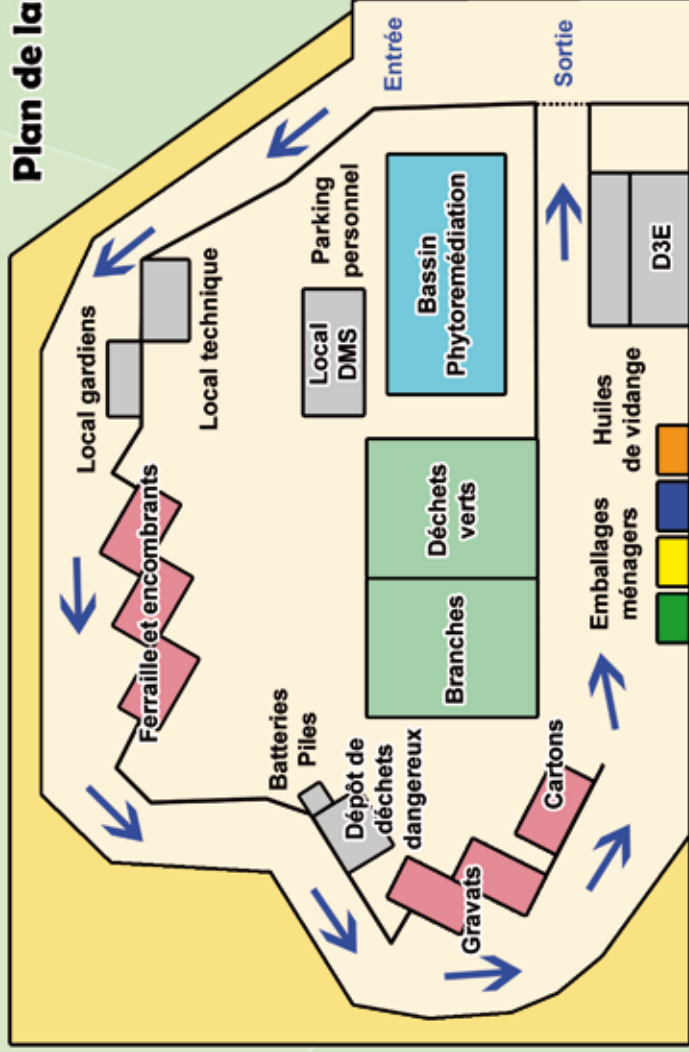 Plan de la
Entrée
Sortie
Local gardiens
Local technique
Parking
personnel
Local
DMS
Bassin
Phytoremédiation
D3E
Ferraille et encombrants
Déchets
verts
Branches
Huiles
de vidange
Emballages
ménagers
Batteries
Piles
Dépôt de
déchets
dangereux
Gravats
Cartons